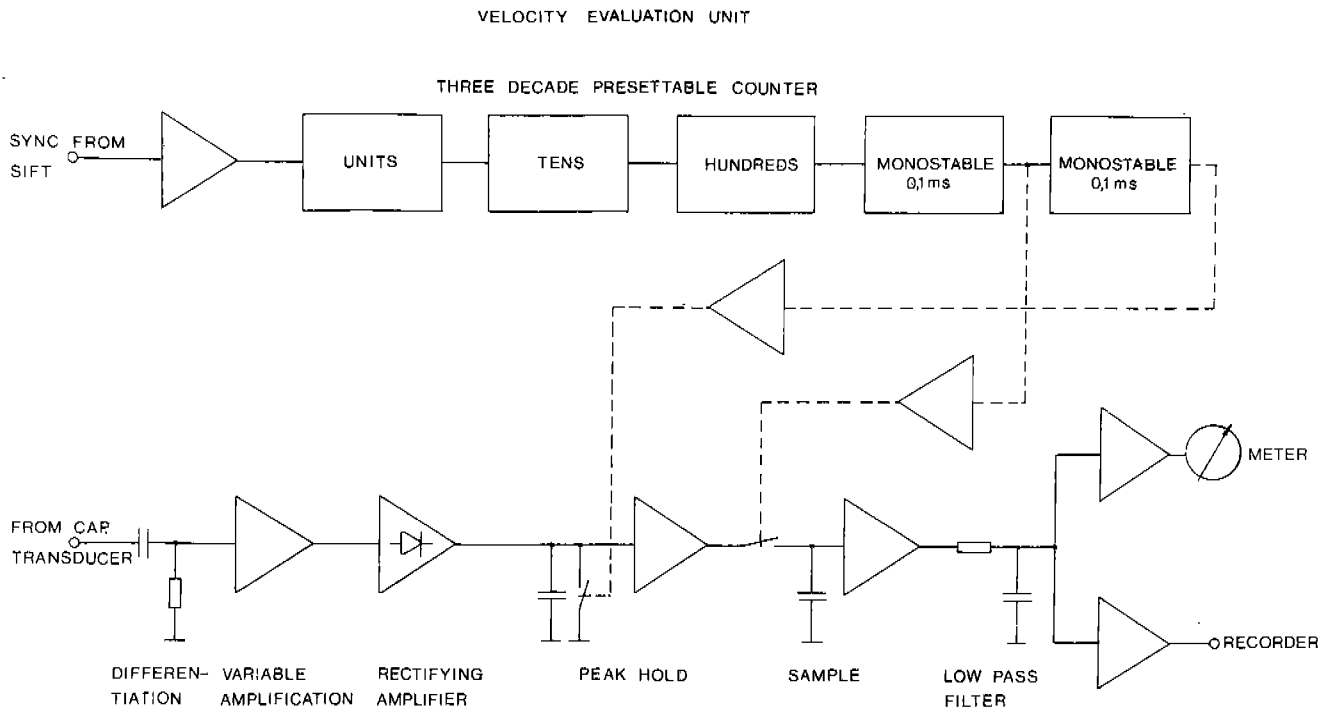 VELOCITY EVALUATION UNIT
THREE DECADE PRESETTABLE COUNTER
SYNC FROM
SIFT
UNITS
TENS
HUNDREDS
MONOSTABLE
0,1 ms
MONOSTABLE
0,1 ms
METER
FROM CAP.
TRANSDUCER
RECORDER
DIFFEREN-
TIATION
VARIABLE
AMPLIFICATION
RECTIFYING
AMPLIFIER
PEAK HOLD
SAMPLE
LOW PASS
FILTER